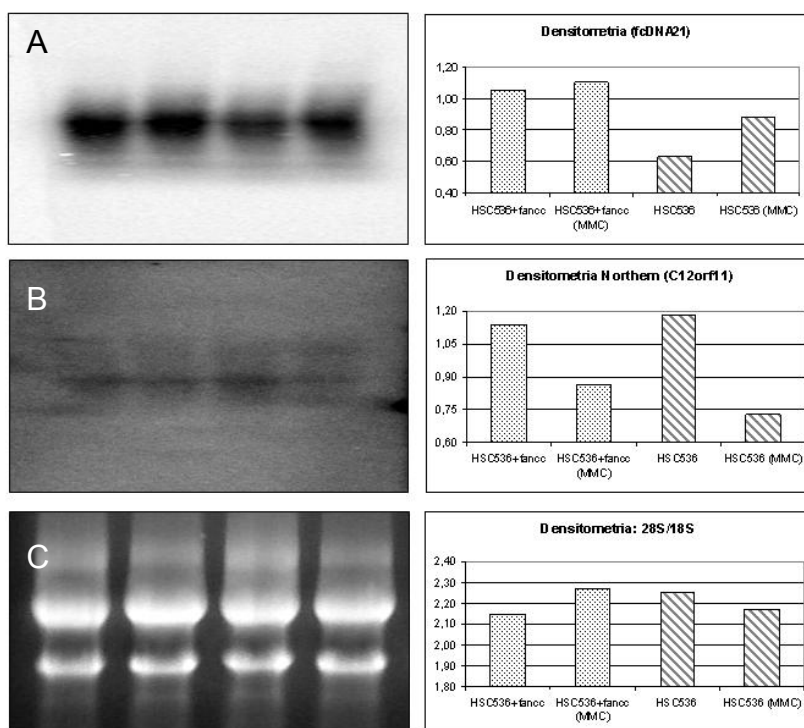 A
Densitometria (fcDNA21)
1,20
1,00
0,80
0,60
0,40
HSC536+fancc HSC536+fancc (MMC) HSC536 HSC536 (MMC)
B
Densitometria Northern (C12orf11)
1,20
1,05
0,90
0,75
0,60
HSC536+fancc HSC536+fancc (MMC) HSC536 HSC536 (MMC)
C
Densitometria: 28S/18S
2,40
2,30
2,20
2,10
2,00
1,90
1,80
HSC536+fancc HSC536+fancc (MMC) HSC536 HSC536 (MMC)